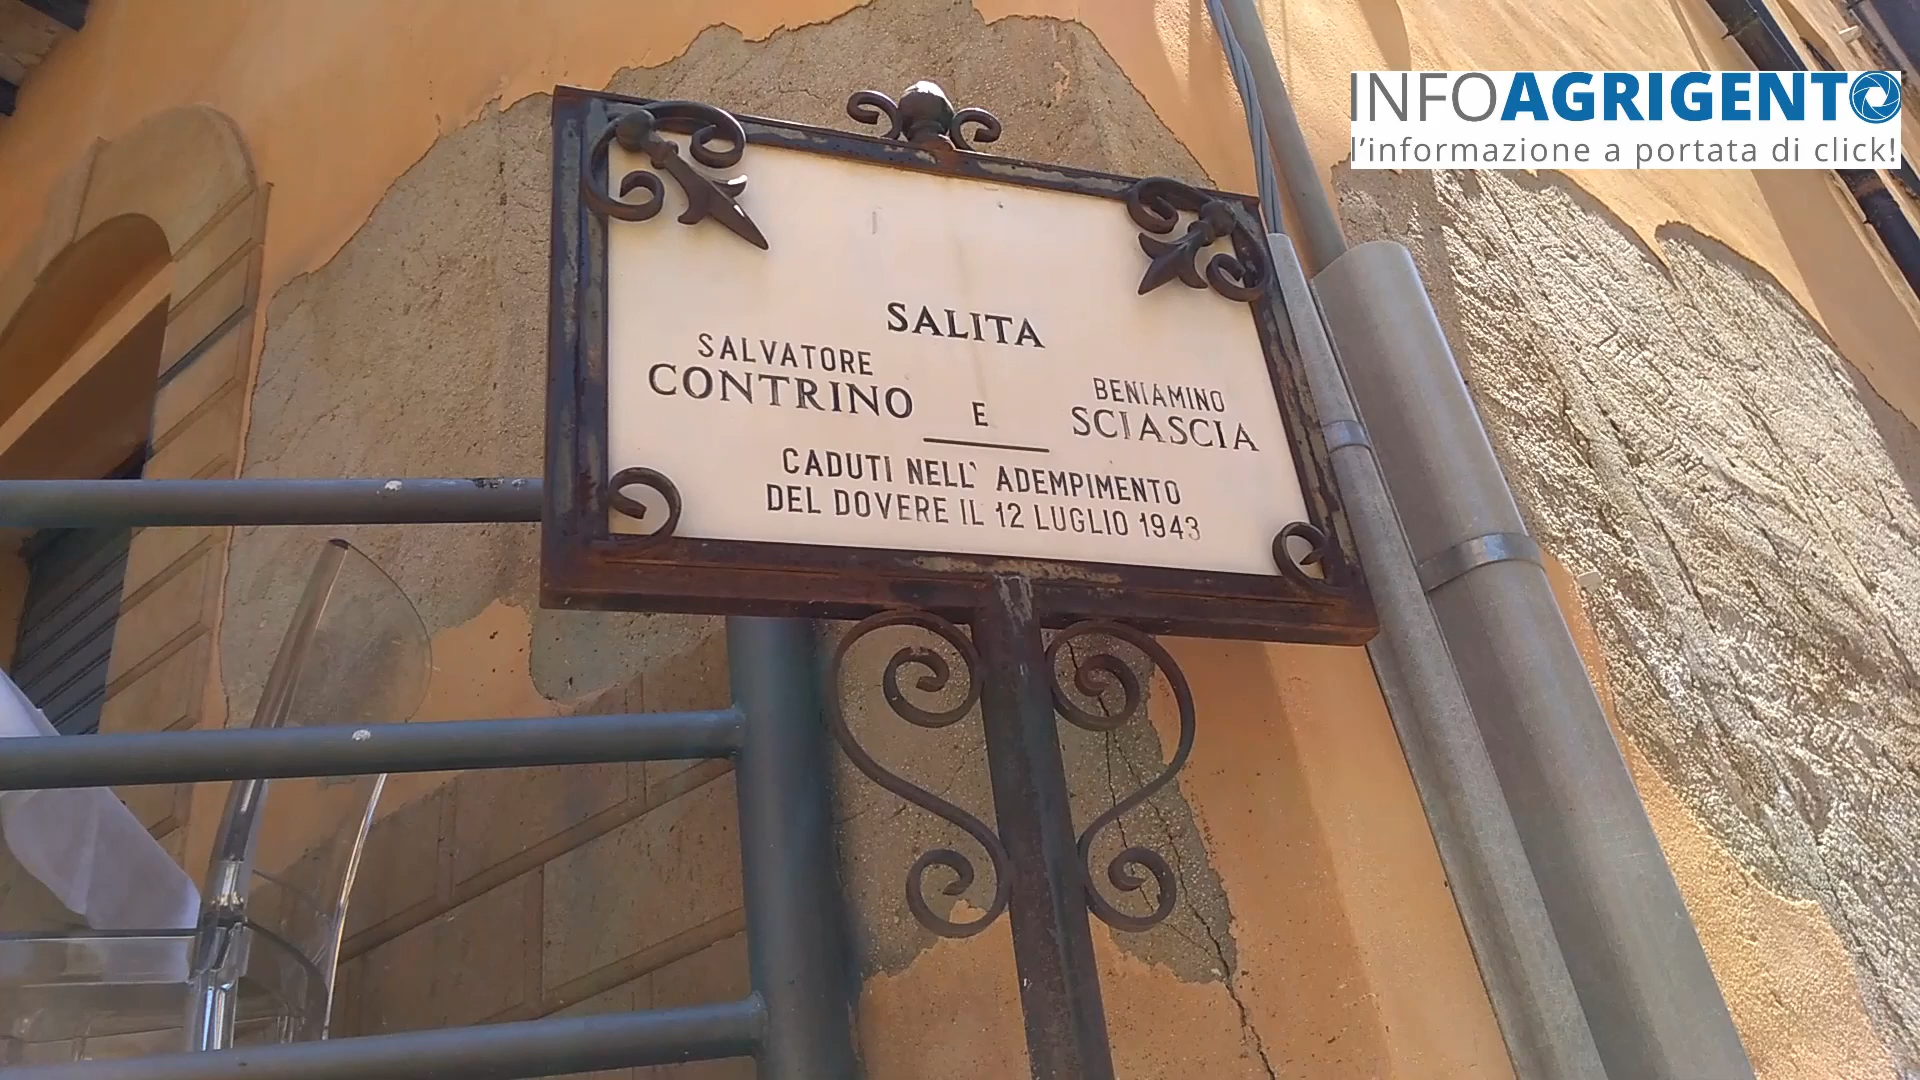 INFOAGRIGENTO
l'informazione a portata di click!
SALITA
SALVATORE
CONTRINO
E
BENIAMINO
SCIASCIA
CADUTI NELL' ADEMPIMENTO
DEL DOVERE IL 12 LUGLIO 1943